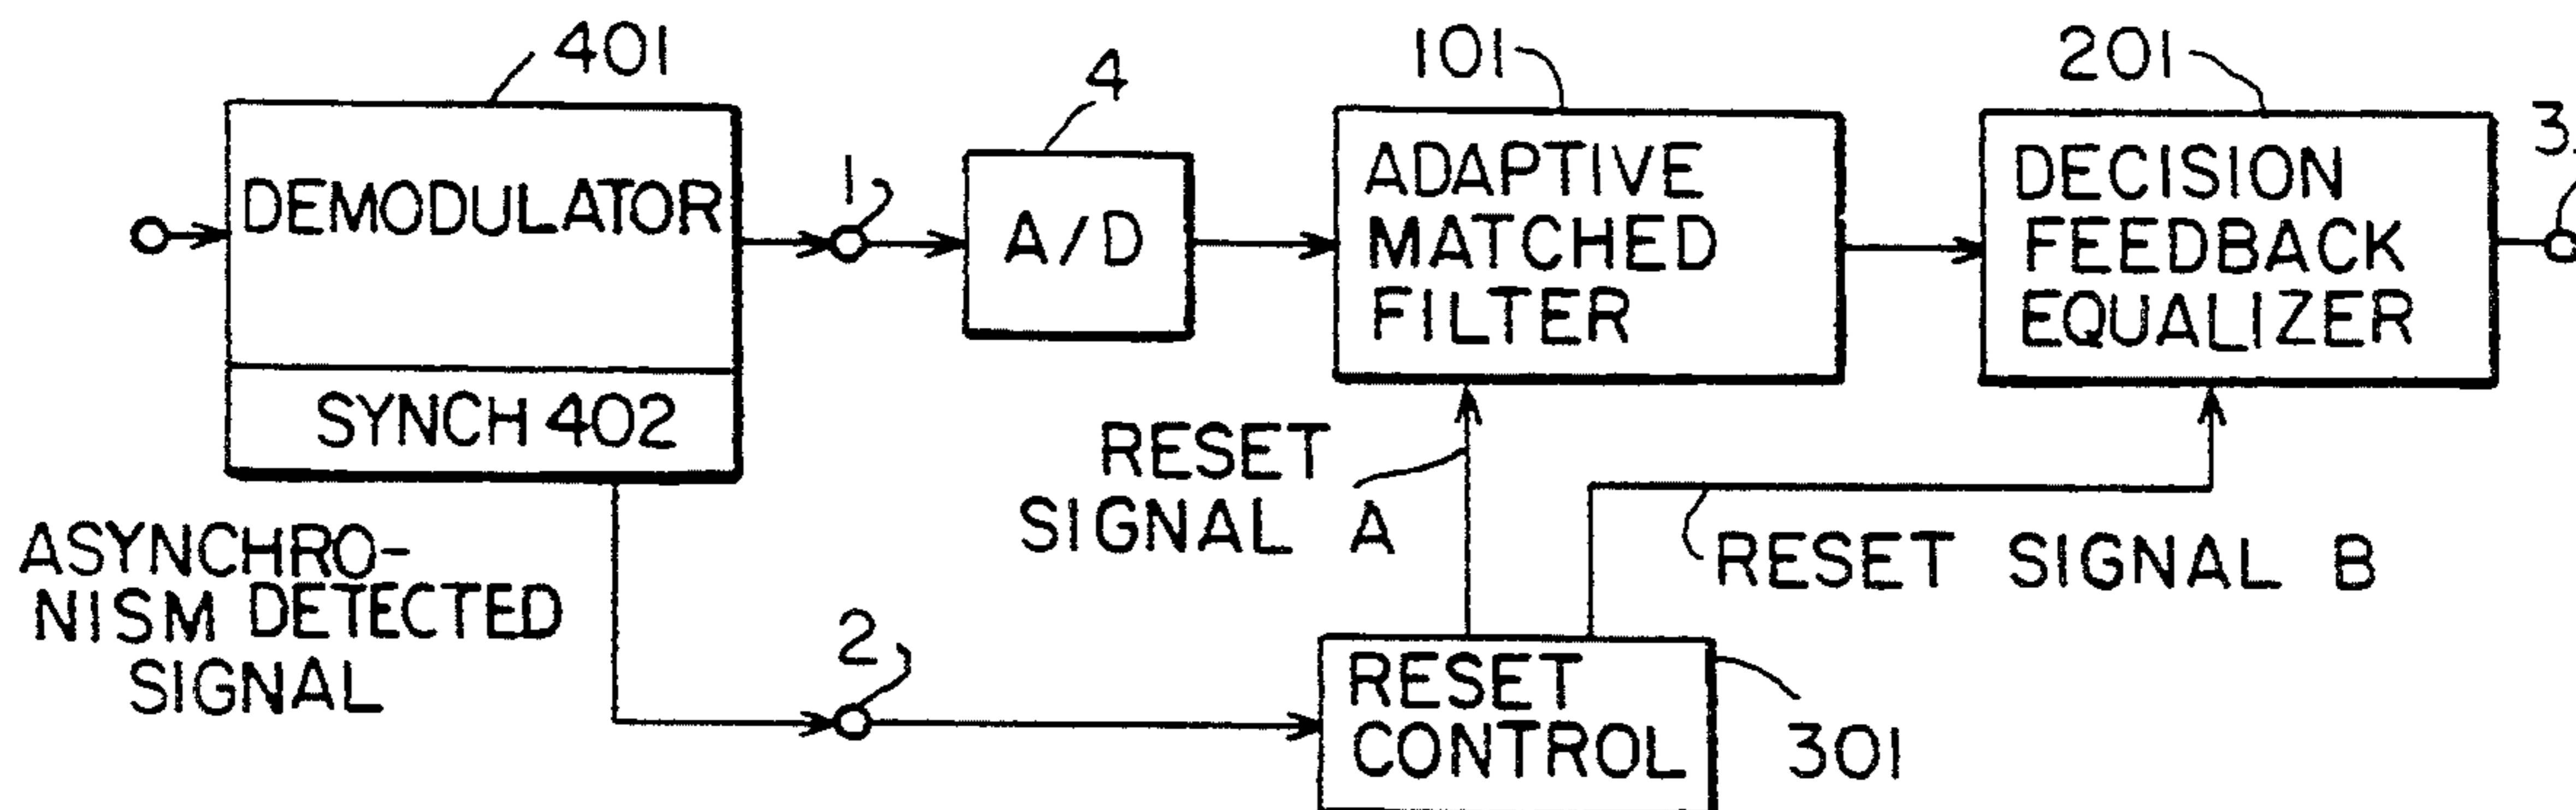 401
DEMODULATOR
SYNCH 402
1
4
A/D
101
ADAPTIVE
MATCHED
FILTER
201
DECISION
FEEDBACK
EQUALIZER
3
ASYNCHRO-
NISM DETECTED
SIGNAL
2
RESET
SIGNAL A
RESET SIGNAL B
RESET
CONTROL
301